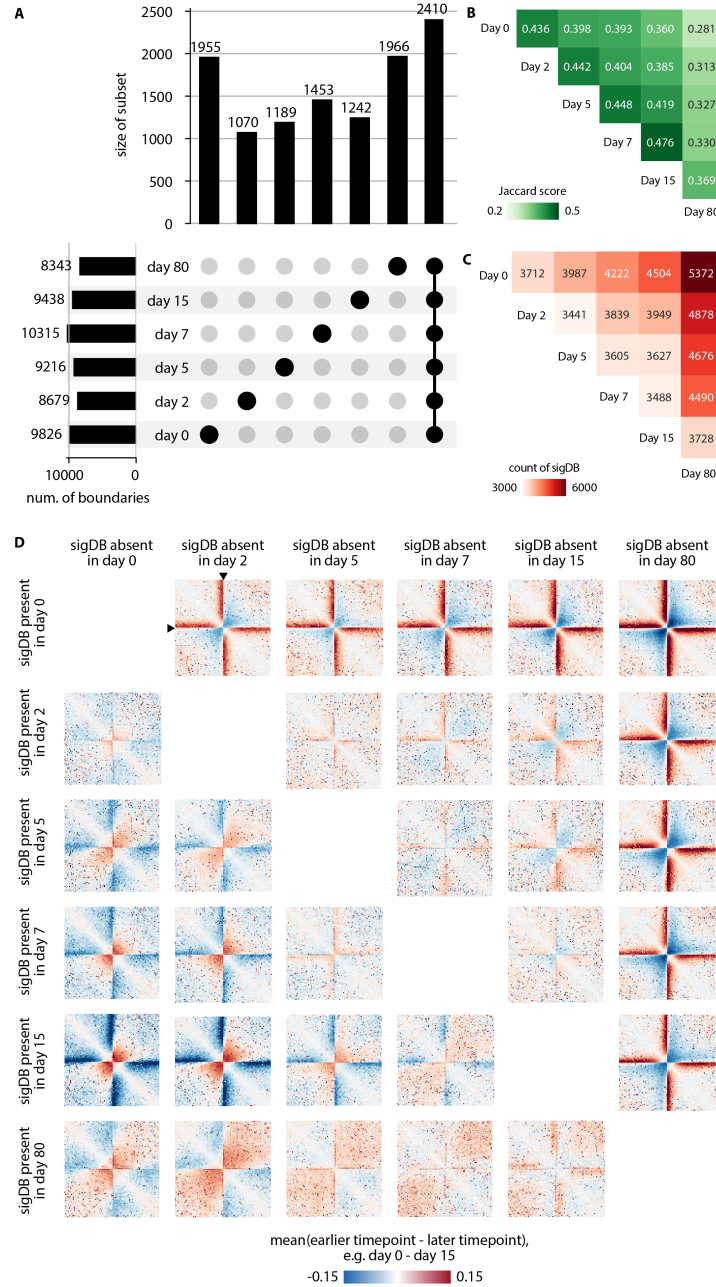 A
size of subset
2500
2000
1500
1000
500
0
1955
1070
1189
1453
1242
1966
2410
8343 day 80
9438 day 15
10315 day 7
9216 day 5
8679 day 2
9826 day 0
10000 0
num. of boundaries
B
Day 0 0.436 0.398 0.393 0.360 0.281
Day 2 0.442 0.404 0.385 0.313
Day 5 0.448 0.419 0.327
Day 7 0.476 0.330
Day 15 0.369
Day 80
Jaccard score
0.2 0.5
C
Day 0 3712 3987 4222 4504 5372
Day 2 3441 3839 3949 4878
Day 5 3605 3627 4676
Day 7 3488 4490
Day 15 3728
Day 80
count of sigDB
3000 6000
D
sigDB absent
in day 0
sigDB absent
in day 2
sigDB absent
in day 5
sigDB absent
in day 7
sigDB absent
in day 15
sigDB absent
in day 80
sigDB present
in day 0
sigDB present
in day 2
sigDB present
in day 5
sigDB present
in day 7
sigDB present
in day 15
sigDB present
in day 80
mean(earlier timepoint - later timepoint),
e.g. day 0 - day 15
-0.15 0.15